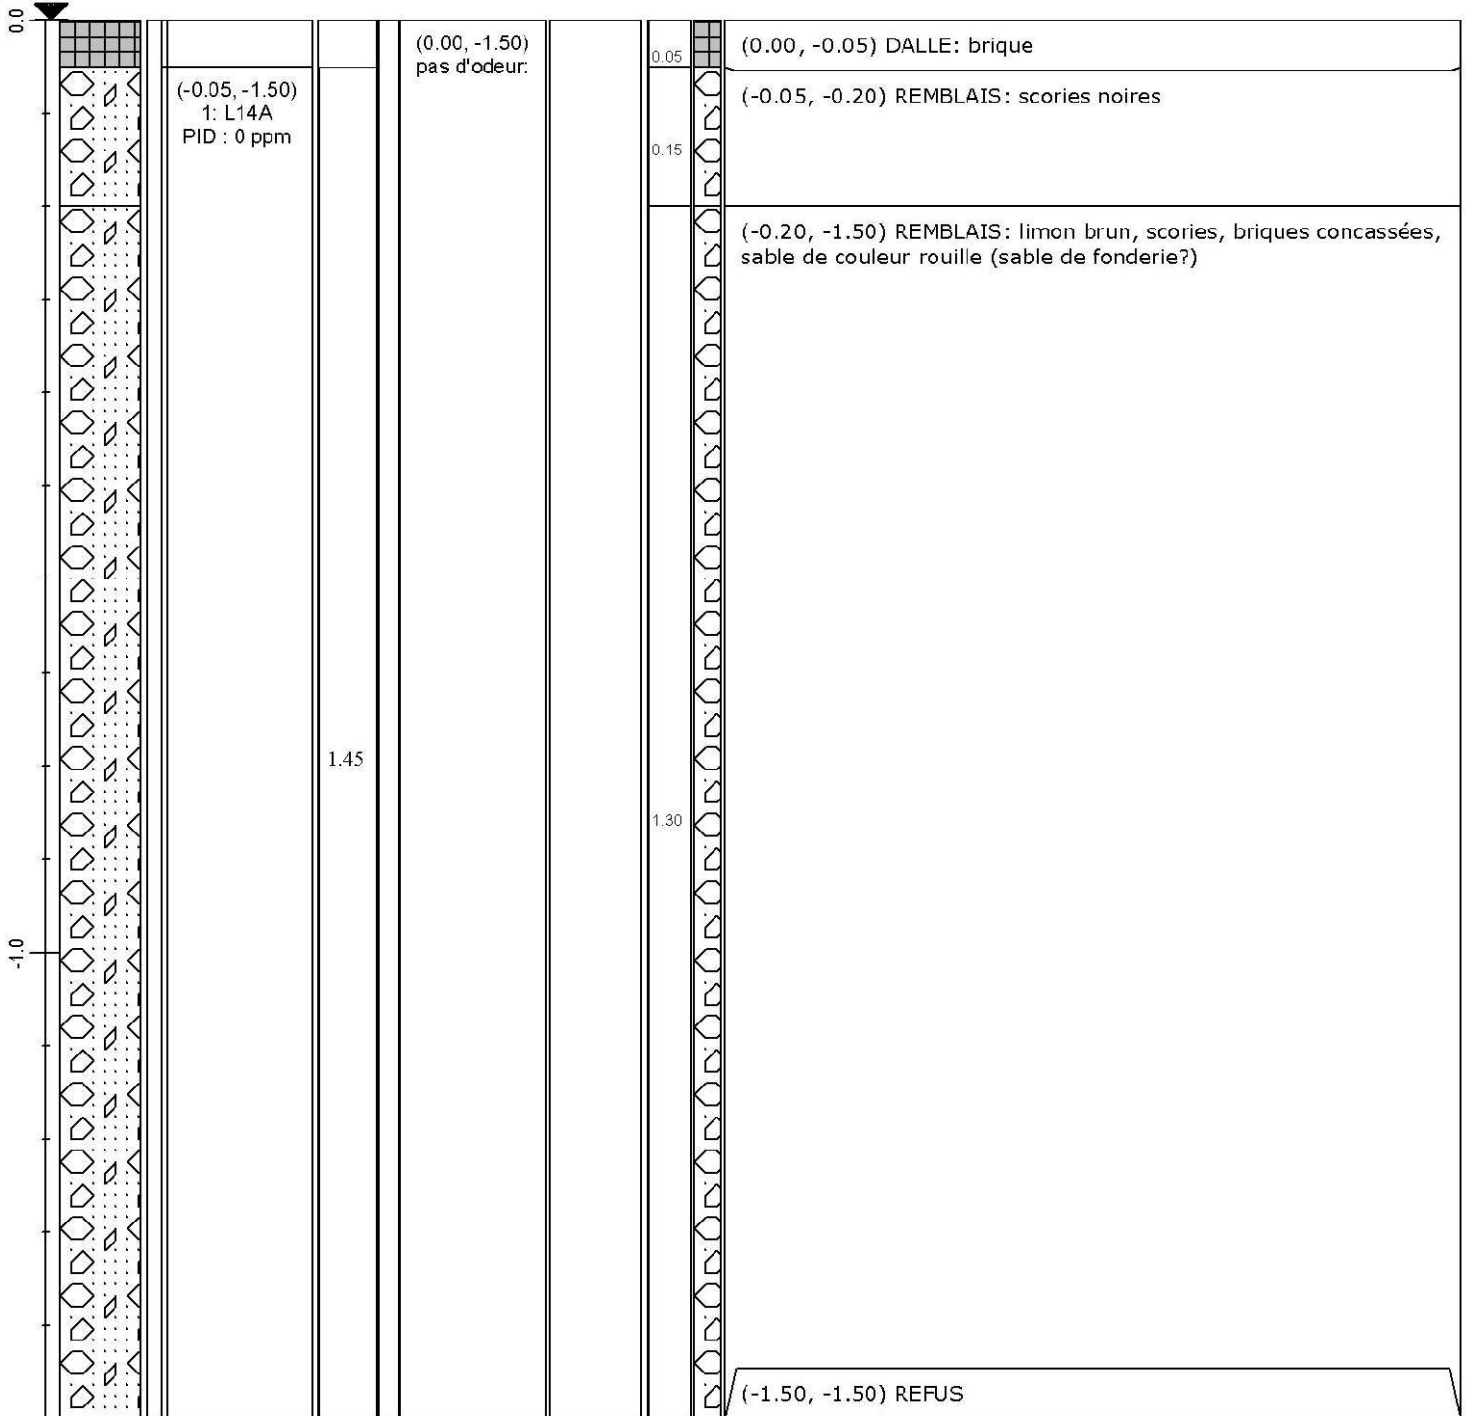 0.0
(0.00, -1.50)
pas d'odeur:
0.05
(0.00, -0.05) DALLE: brique
(-0.05, -1.50)
1: L14A
PID : 0 ppm
(-0.05, -0.20) REMBLAIS: scories noires
0.15
(-0.20, -1.50) REMBLAIS: limon brun, scories, briques concassées,
sable de couleur rouille (sable de fonderie?)
1.45
1.30
-1.0
(-1.50, -1.50) REFUS